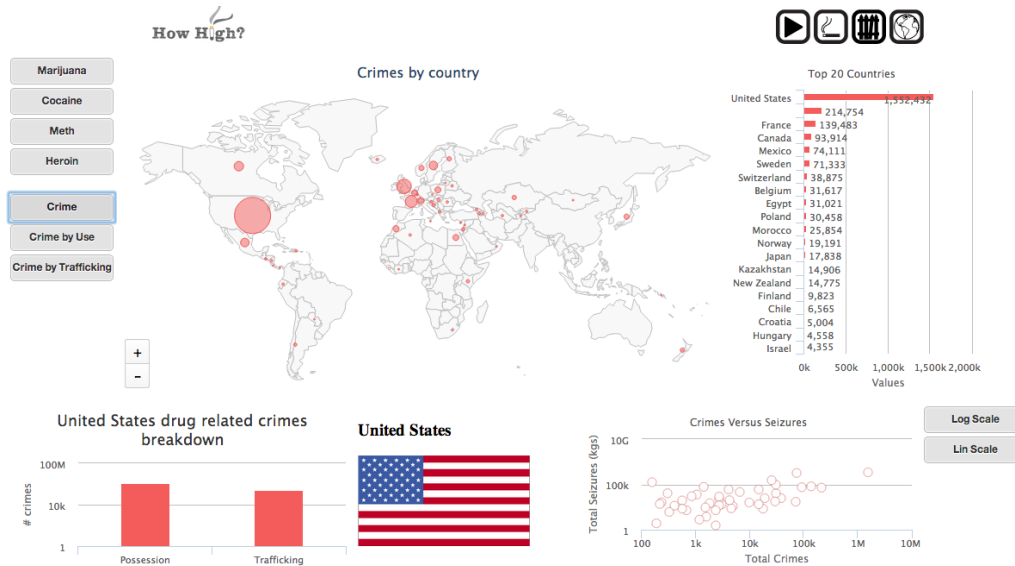 How High?
Marijuana
Cocaine
Meth
Heroin
Crime
Crime by Use
Crime by Trafficking
Crimes by country
+
-
Top 20 Countries
United States 1,552,432
214,754
France 139,483
Canada 93,914
Mexico 74,111
Sweden 71,333
Switzerland 38,875
Belgium 31,617
Egypt 31,021
Poland 30,458
Morocco 25,854
Norway 19,191
Japan 17,838
Kazakhstan 14,906
New Zealand 14,775
Finland 9,823
Chile 6,565
Croatia 5,004
Hungary 4,558
Israel 4,355
0k 500k 1,000k 1,500k 2,000k
Values
United States drug related crimes
breakdown
# crimes
100M
10k
1
Possession Trafficking
United States
Crimes Versus Seizures
Total Seizures (kgs)
10G
100k
1
100 1k 10k 100k 1M 10M
Total Crimes
Log Scale
Lin Scale